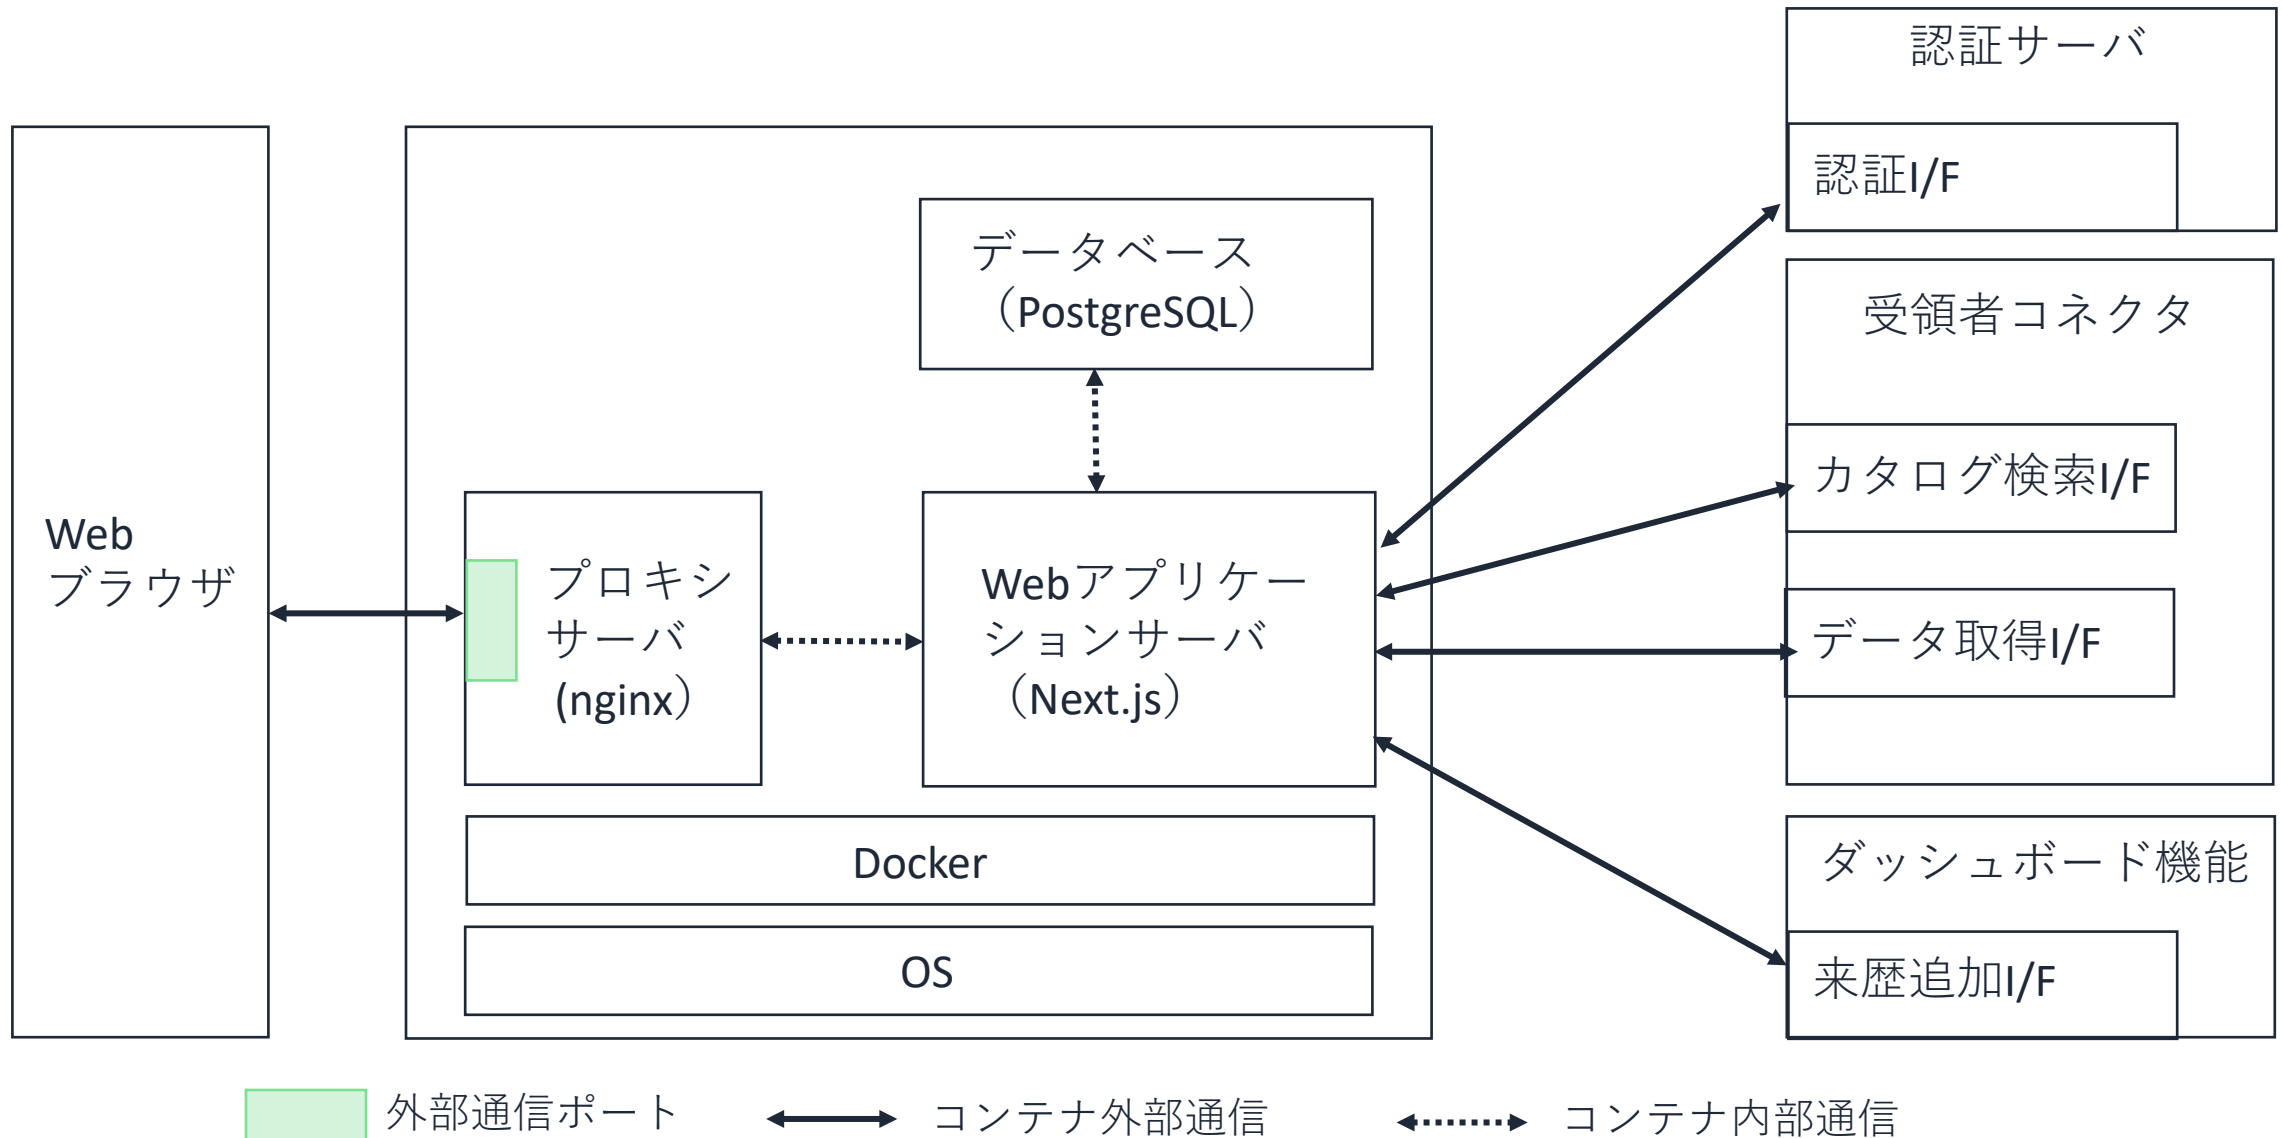 認証サーバ
認証I/F
データベース
（PostgreSQL）
受領者コネクタ
カタログ検索I/F
Web
ブラウザ
プロキシ
サーバ
(nginx）
Webアプリケー
ションサーバ
（Next.js）
データ取得I/F
Docker
ダッシュボード機能
OS
来歴追加I/F
外部通信ポート
コンテナ外部通信
コンテナ内部通信